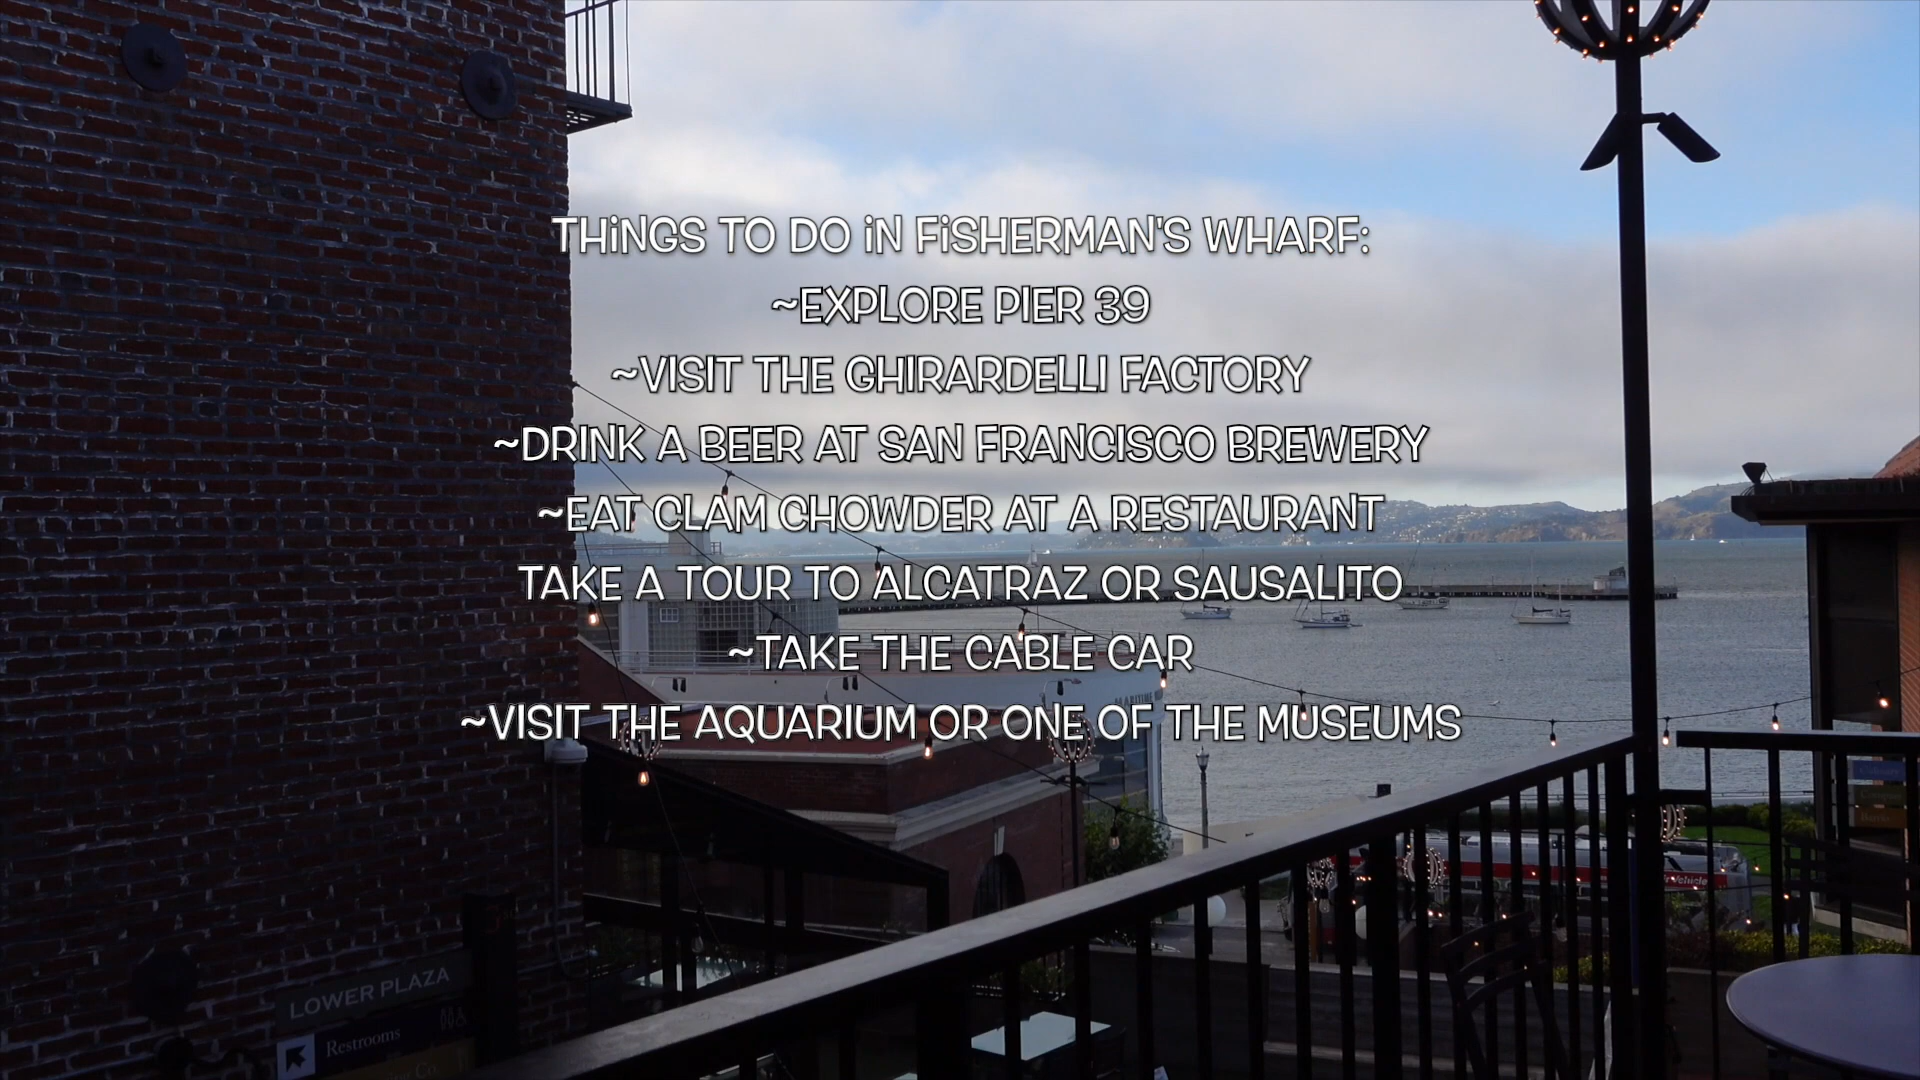 THiNGS TO DO iN FiSHERMAN'S WHARF:
~EXPLORE PIER 39
~VISIT THE GHIRARDELLI FACTORY
~DRINK A BEER AT SAN FRANCISCO BREWERY
~EAT CLAM CHOWDER AT A RESTAURANT
TAKE A TOUR TO ALCATRAZ OR SAUSALITO
~TAKE THE CABLE CAR
~VISIT THE AQUARIUM OR ONE OF THE MUSEUMS
MARITIME
Vehicle
LOWER PLAZA
Restrooms